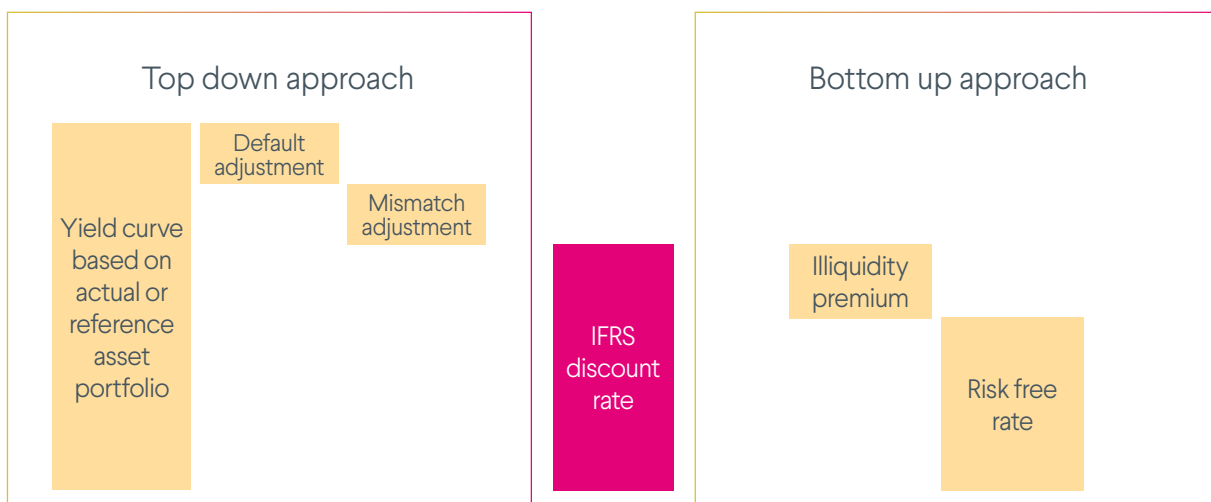 Top down approach
Default
adjustment
Mismatch
adjustment
Yield curve
based on
actual or
reference
asset
portfolio
IFRS
discount
rate
Bottom up approach
Illiquidity
premium
Risk free
rate